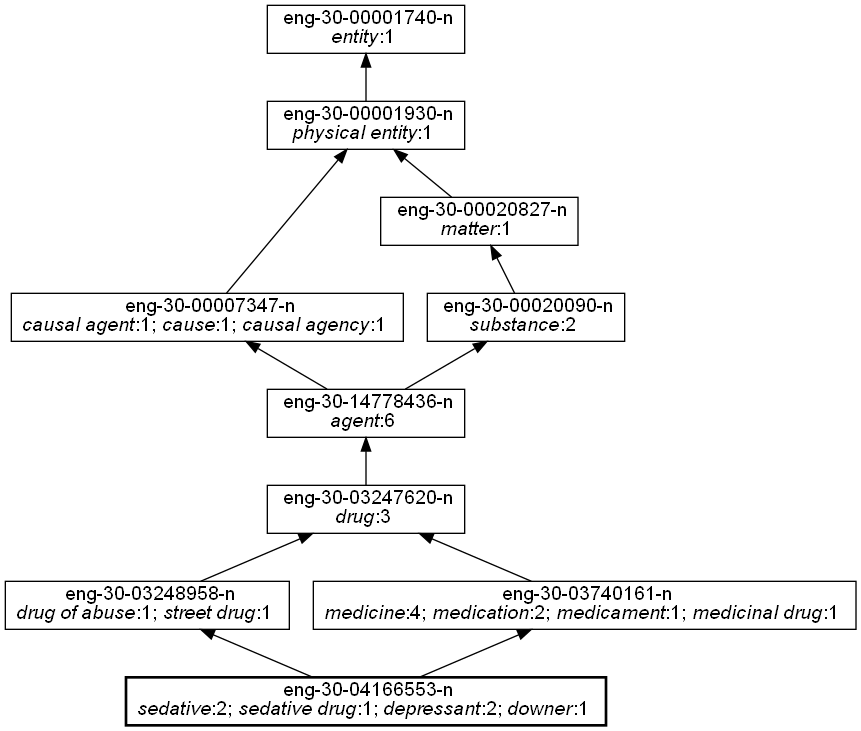 eng-30-00001740-n
entity:1
eng-30-00001930-n
physical entity:1
eng-30-00020827-n
matter:1
eng-30-00007347-n
causal agent:1; cause:1; causal agency:1
eng-30-00020090-n
substance:2
eng-30-14778436-n
agent:6
eng-30-03247620-n
drug:3
eng-30-03248958-n
drug of abuse:1; street drug:1
eng-30-03740161-n
medicine:4; medication:2; medicament:1; medicinal drug:1
eng-30-04166553-n
sedative:2; sedative drug:1; depressant:2; downer:1